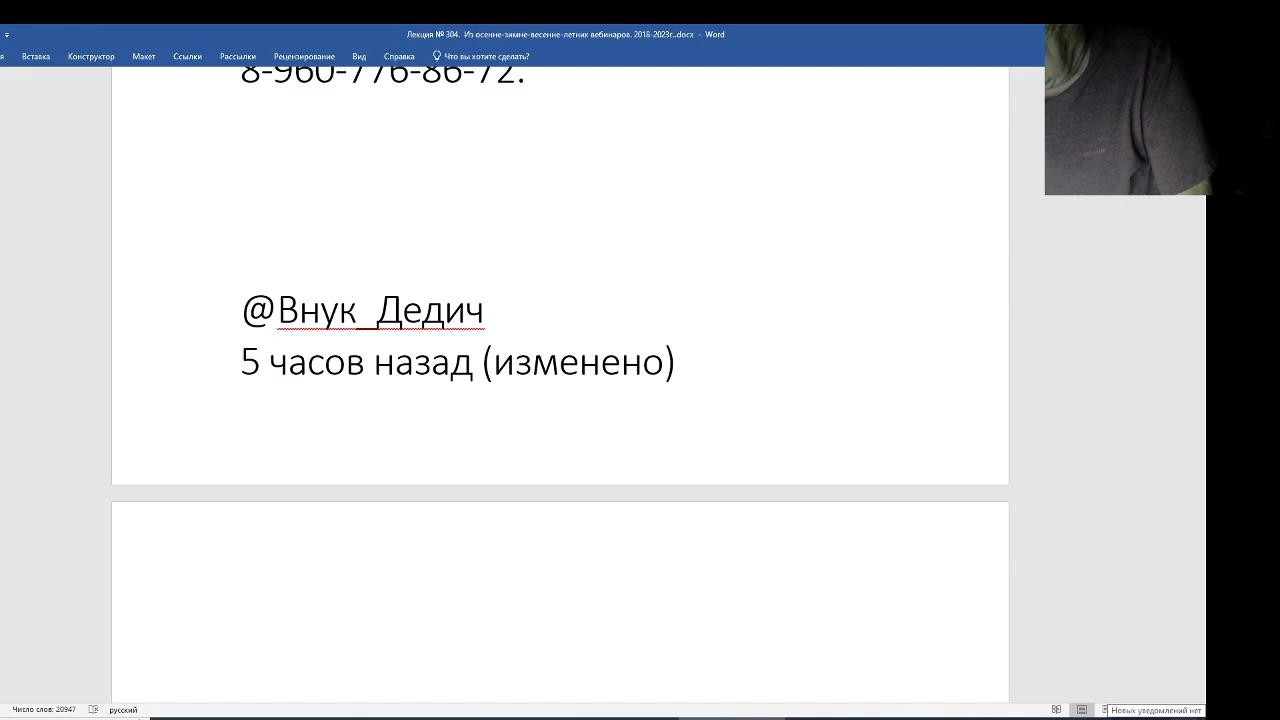 Лекция № 304. Из осенне-зимне-весенне-летних вебинаров. 2018-2023г..docx - Word
я Вставка Конструктор Макет Ссылки Рассылки Рецензирование Вид Справка Что вы хотите сделать?
8-960-776-86-72.
@Внук_Дедич
5 часов назад (изменено)
Число слов: 20947 русский
Новых уведомлений нет